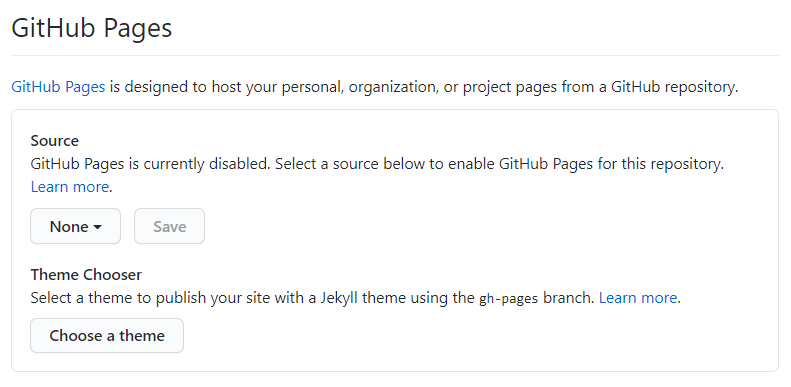 GitHub Pages
GitHub Pages is designed to host your personal, organization, or project pages from a GitHub repository.
Source
GitHub Pages is currently disabled. Select a source below to enable GitHub Pages for this repository.
Learn more.
None Save
Theme Chooser
Select a theme to publish your site with a Jekyll theme using the gh-pages branch. Learn more.
Choose a theme